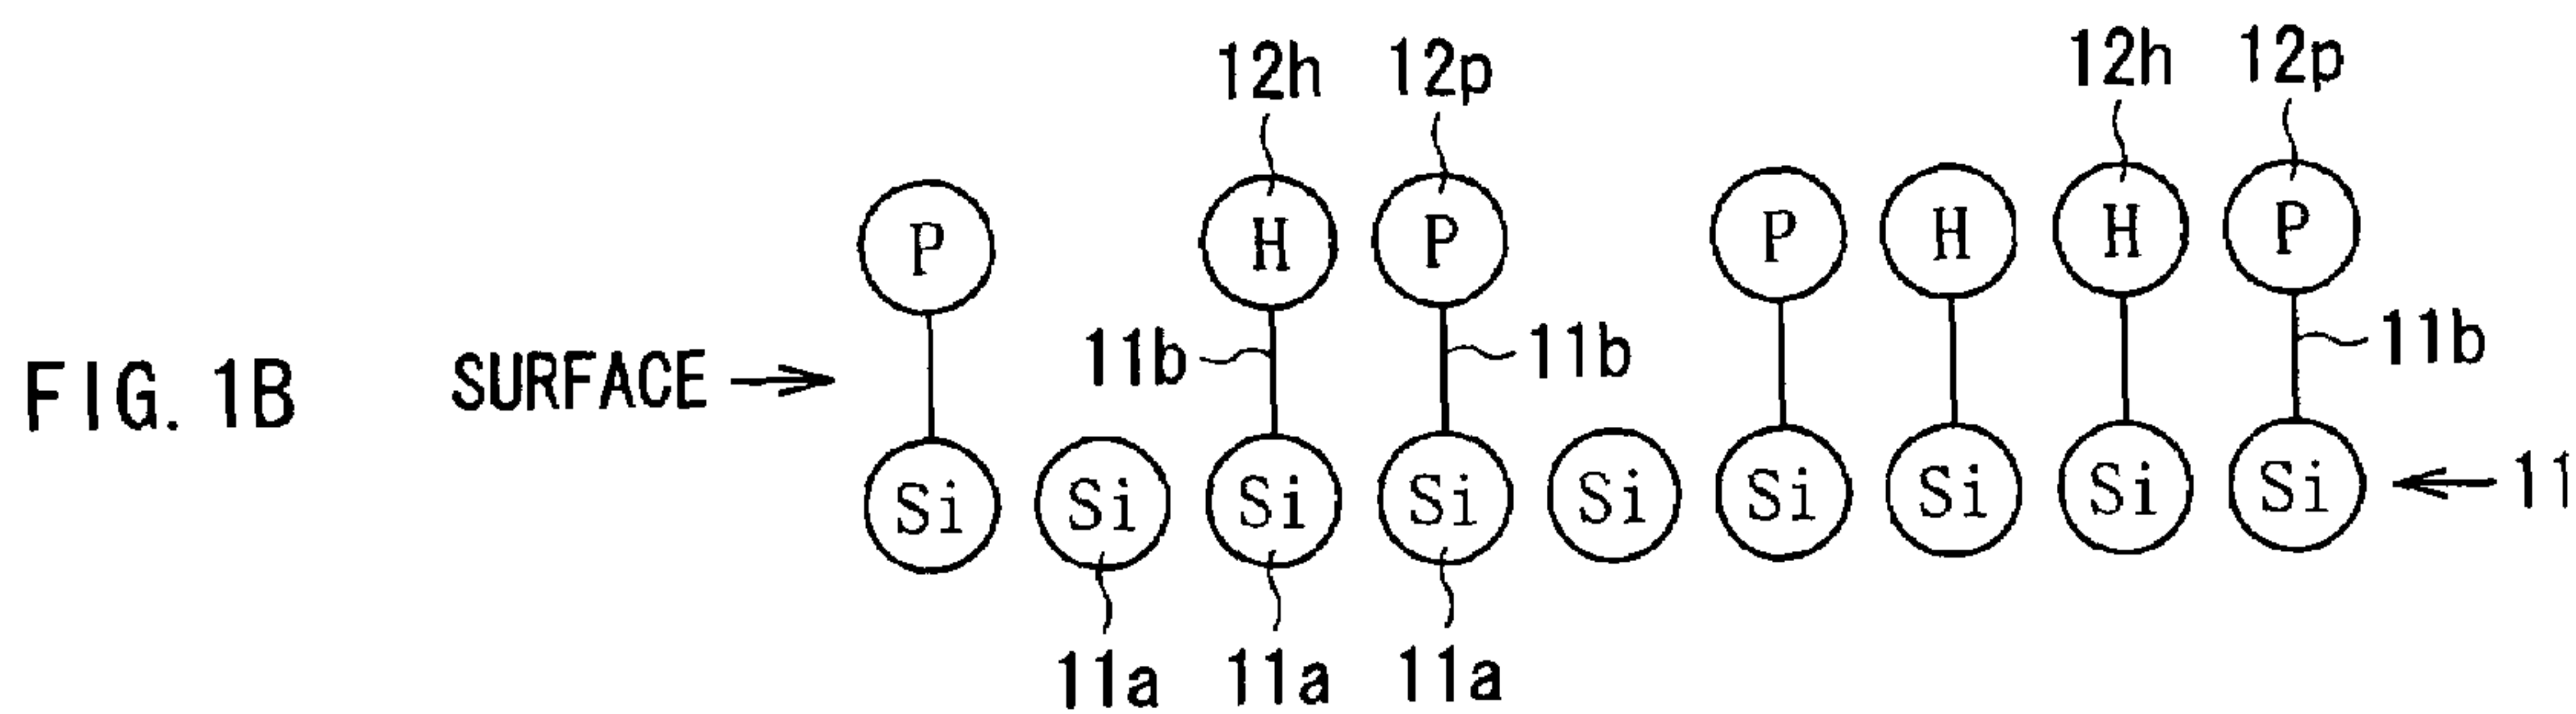 12h 12p 12h 12p
P H P P H H P
11b 11b 11b
FIG. 1B SURFACE
Si Si Si Si Si Si Si Si Si 11
11a 11a 11a